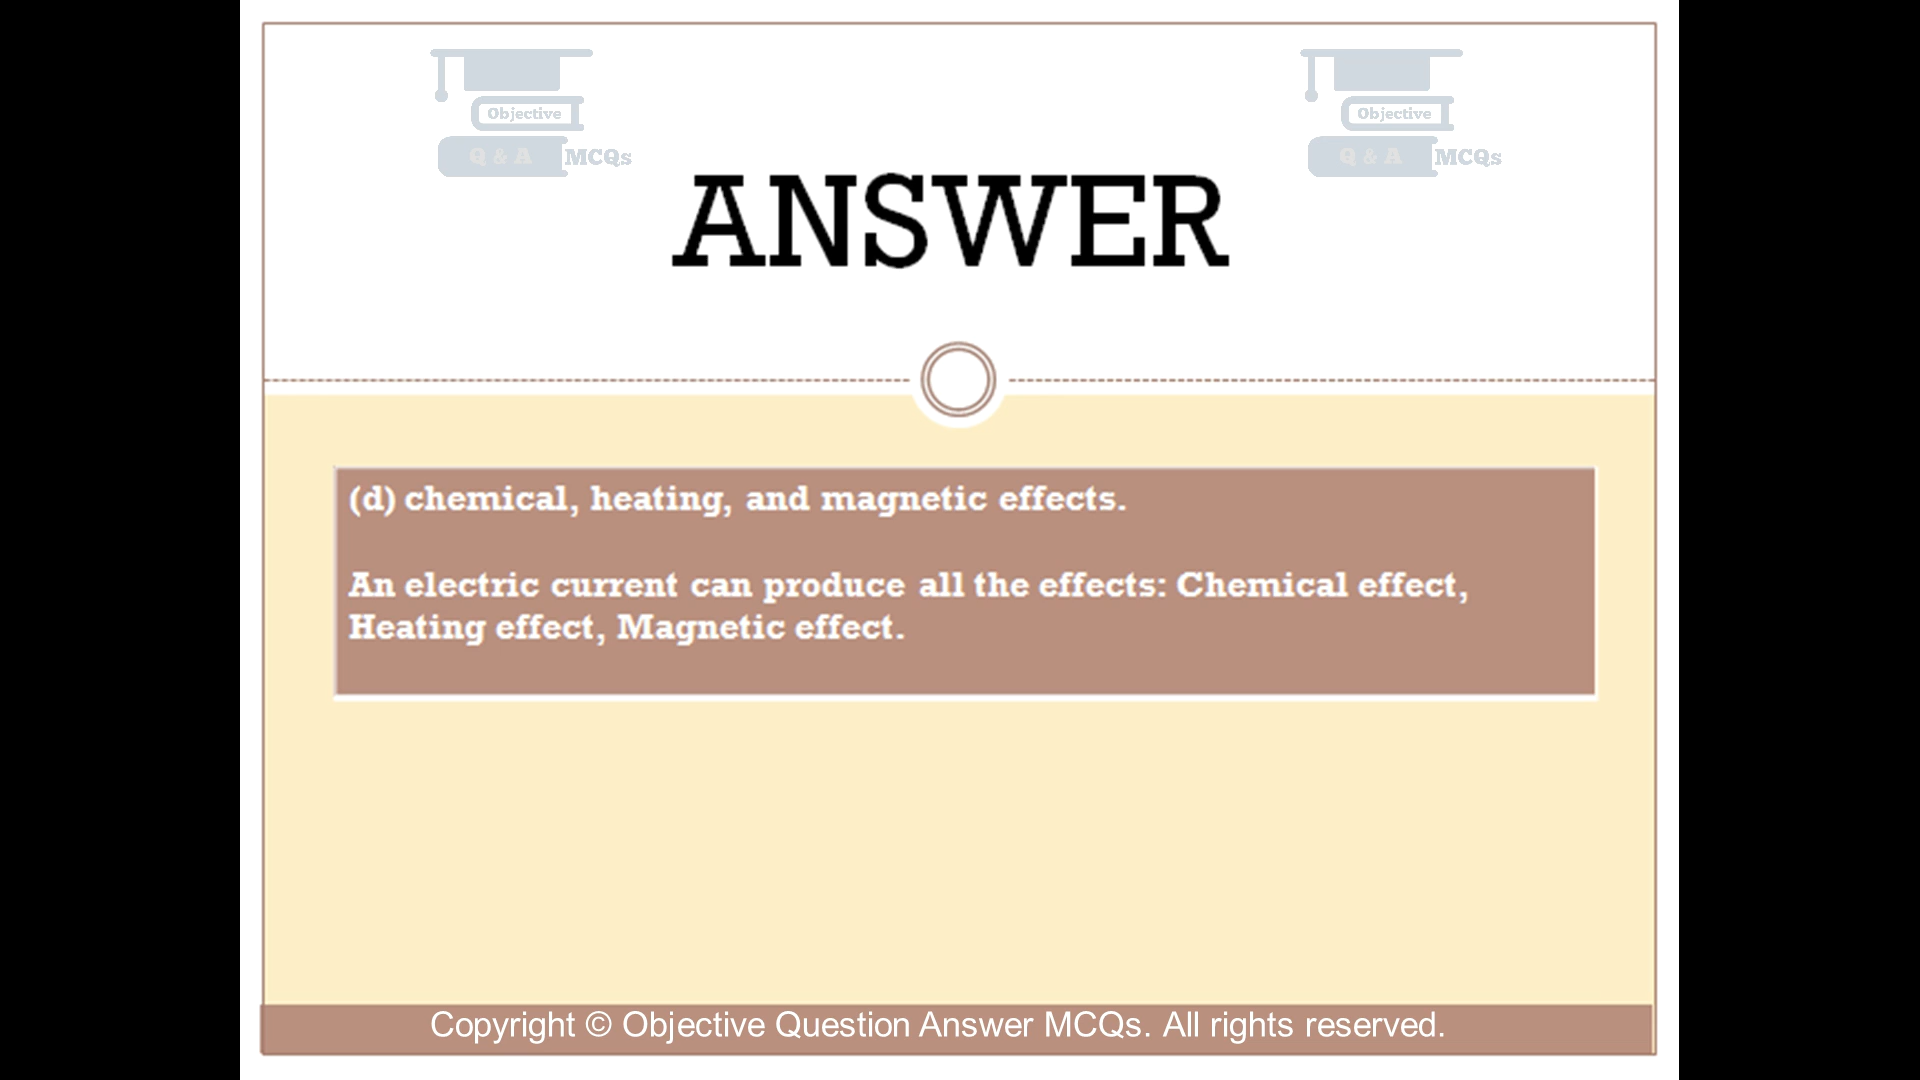 Objective
Q & A MCQs
Objective
Q & A MCQs
ANSWER
(d) chemical, heating, and magnetic effects.
An electric current can produce all the effects: Chemical effect,
Heating effect, Magnetic effect.
Copyright © Objective Question Answer MCQs. All rights reserved.